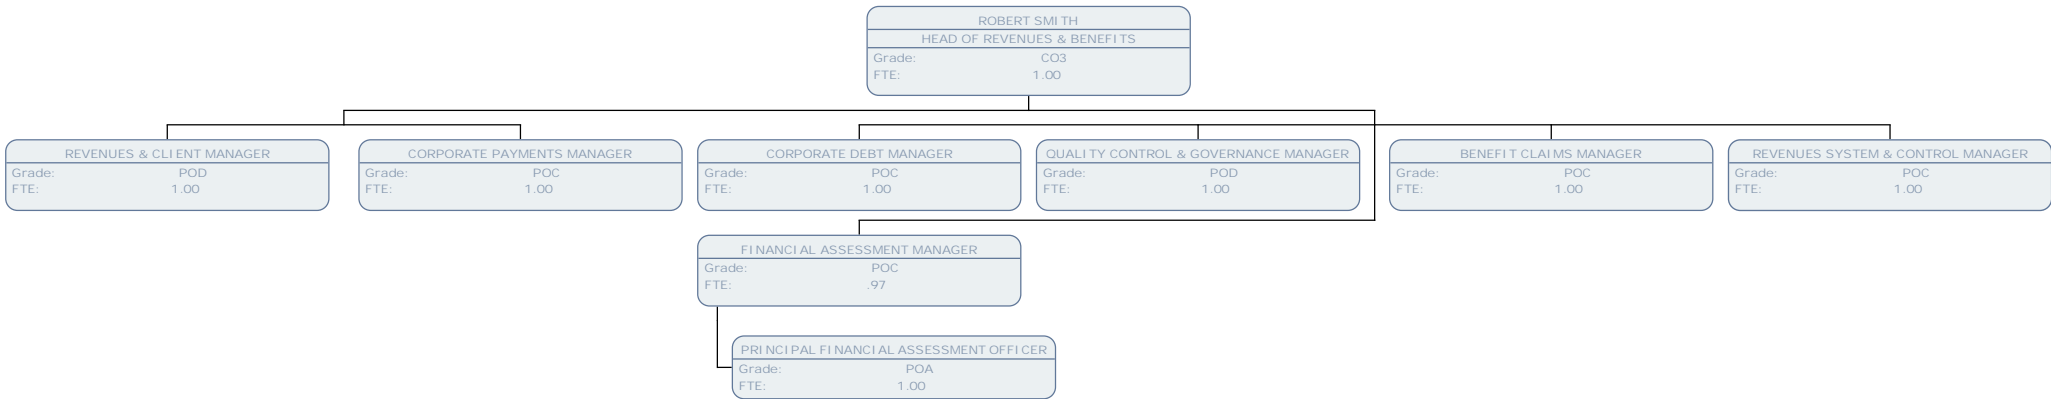 ROBERT SMITH
HEAD OF REVENUES & BENEFITS
Grade: CO3
FTE: 1.00
REVENUES & CLIENT MANAGER
Grade: POD
FTE: 1.00
CORPORATE PAYMENTS MANAGER
Grade: POC
FTE: 1.00
CORPORATE DEBT MANAGER
Grade: POC
FTE: 1.00
QUALITY CONTROL & GOVERNANCE MANAGER
Grade: POD
FTE: 1.00
BENEFIT CLAIMS MANAGER
Grade: POC
FTE: 1.00
REVENUES SYSTEM & CONTROL MANAGER
Grade: POC
FTE: 1.00
FINANCIAL ASSESSMENT MANAGER
Grade: POC
FTE: .97
PRINCIPAL FINANCIAL ASSESSMENT OFFICER
Grade: POA
FTE: 1.00